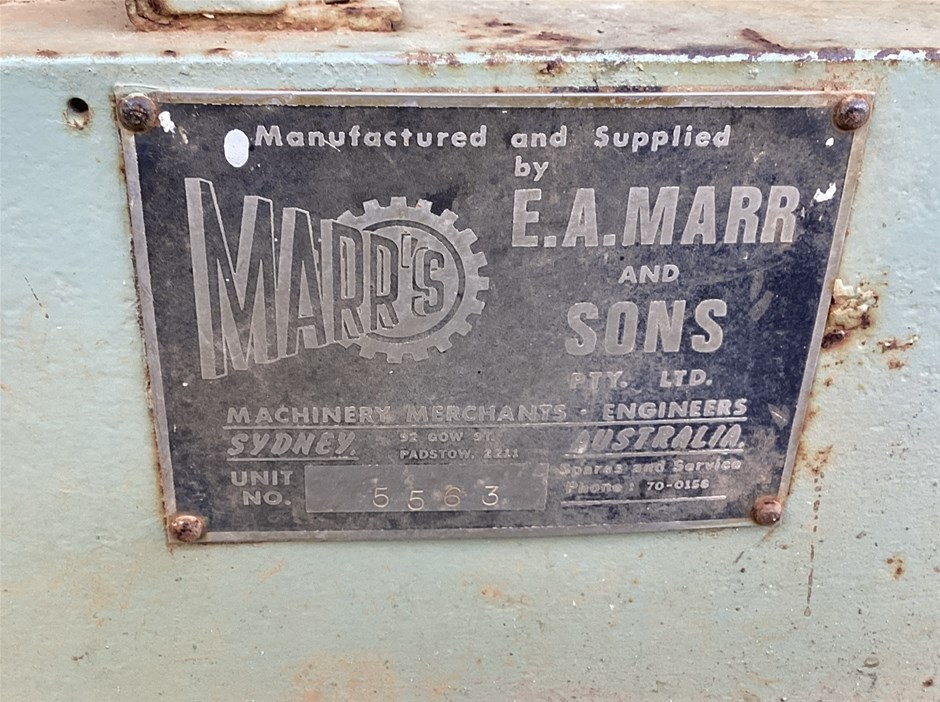 Manufactured and Supplied
by
MARR'S
E.A.MARR
AND
SONS
PTY. LTD.
MACHINERY MERCHANTS · ENGINEERS
SYDNEY. 92 GOW ST. AUSTRALIA.
PADSTOW, 2211
UNIT NO. 5563
Spares and Service
Phone : 70-0158